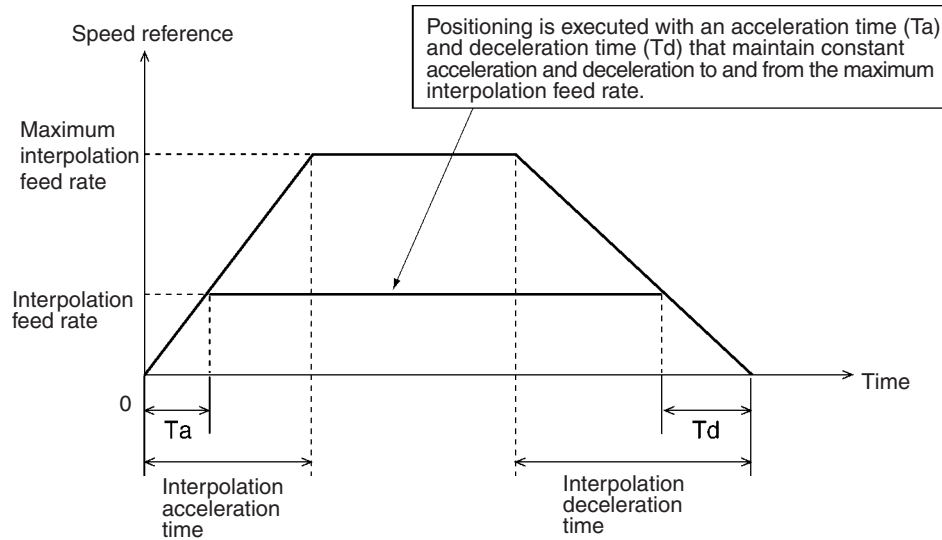 Speed reference
Positioning is executed with an acceleration time (Ta)
and deceleration time (Td) that maintain constant
acceleration and deceleration to and from the maximum
interpolation feed rate.
Maximum
interpolation
feed rate
Interpolation
feed rate
0
Time
Ta
Td
Interpolation
acceleration
time
Interpolation
deceleration
time